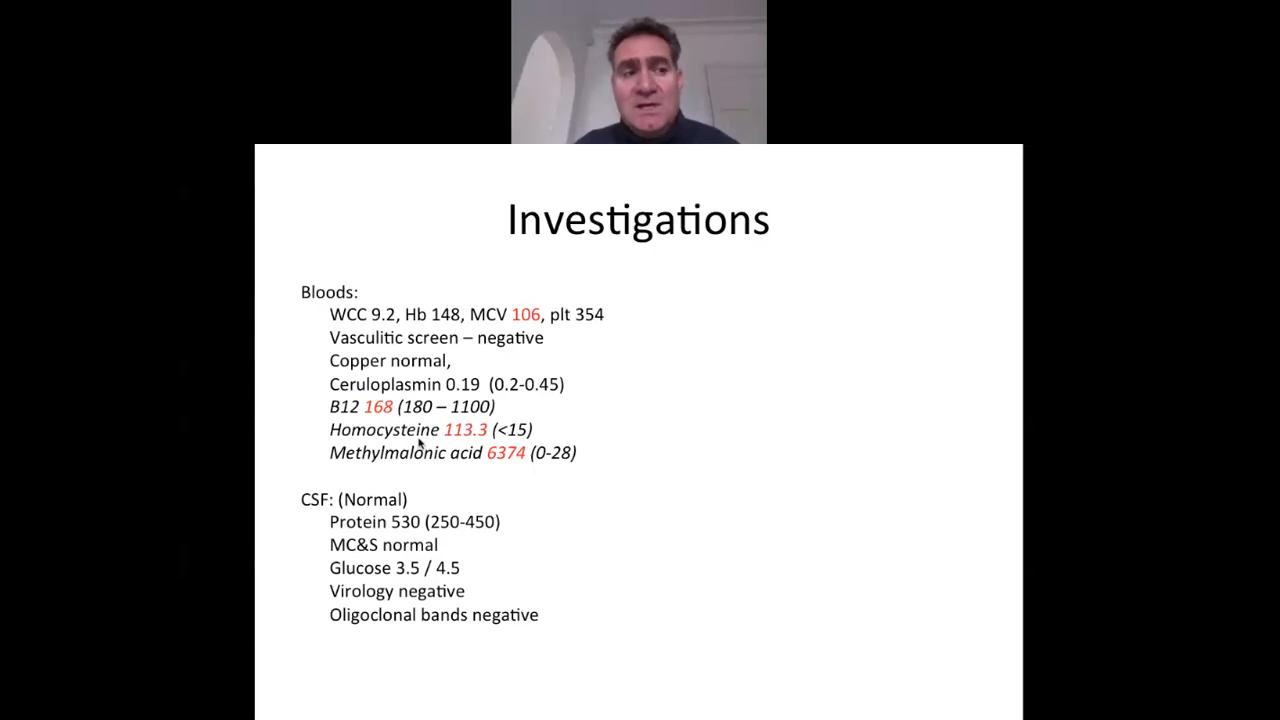 Investigations
Bloods:
WCC 9.2, Hb 148, MCV 106, plt 354
Vasculitic screen – negative
Copper normal,
Ceruloplasmin 0.19 (0.2-0.45)
B12 168 (180 – 1100)
Homocysteine 113.3 (<15)
Methylmalonic acid 6374 (0-28)
CSF: (Normal)
Protein 530 (250-450)
MC&S normal
Glucose 3.5 / 4.5
Virology negative
Oligoclonal bands negative